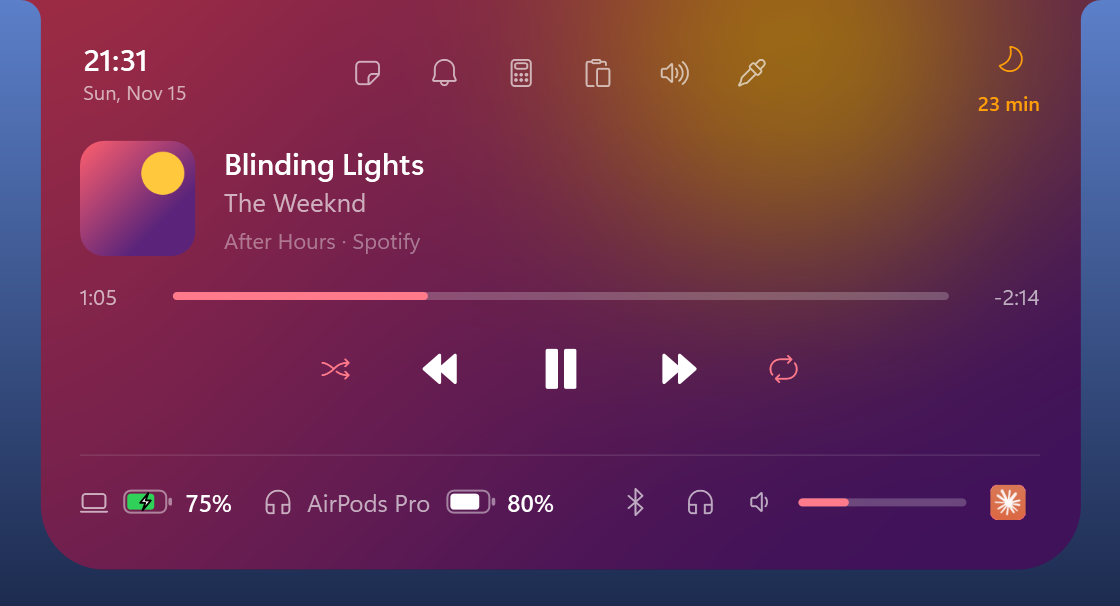 21:31
Sun, Nov 15
23 min
Blinding Lights
The Weeknd
After Hours · Spotify
1:05
-2:14
75%
AirPods Pro
80%